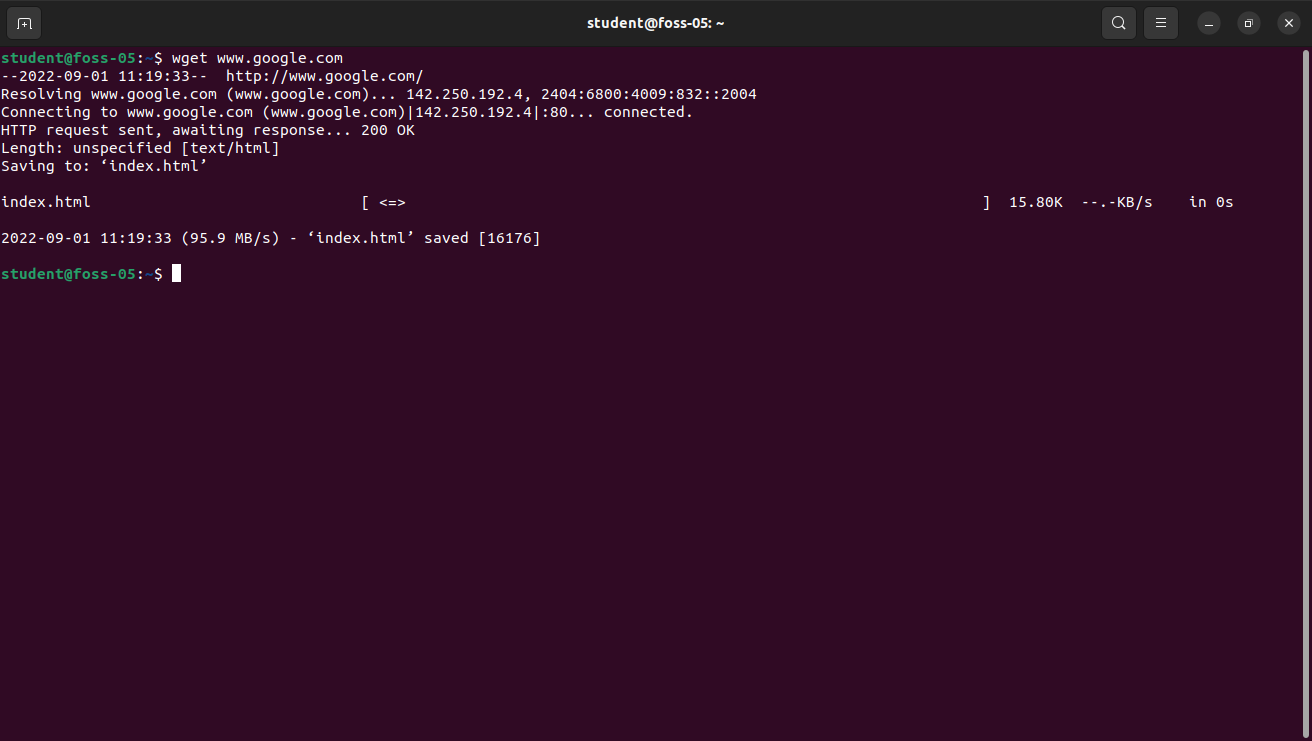 student@foss-05: ~
student@foss-05:~$ wget www.google.com
--2022-09-01 11:19:33--  http://www.google.com/
Resolving www.google.com (www.google.com)... 142.250.192.4, 2404:6800:4009:832::2004
Connecting to www.google.com (www.google.com)|142.250.192.4|:80... connected.
HTTP request sent, awaiting response... 200 OK
Length: unspecified [text/html]
Saving to: ‘index.html’
index.html                              [ <=>                                                                ]  15.80K  --.-KB/s    in 0s
2022-09-01 11:19:33 (95.9 MB/s) - ‘index.html’ saved [16176]
student@foss-05:~$